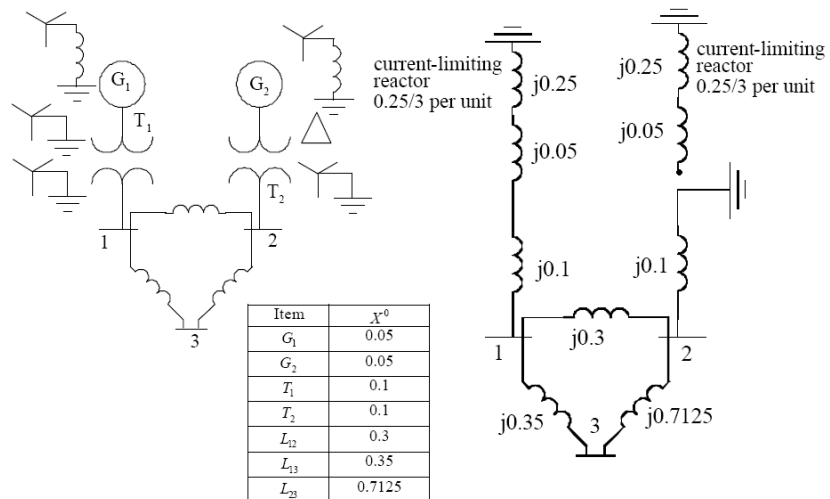 G1
G2
T1
T2
1
2
3
current-limiting
reactor
0.25/3 per unit
Item X^0
G1 0.05
G2 0.05
T1 0.1
T2 0.1
L12 0.3
L13 0.35
L23 0.7125
j0.25
j0.05
j0.1
j0.25
j0.05
j0.1
current-limiting
reactor
0.25/3 per unit
1
2
j0.3
j0.35
3
j0.7125